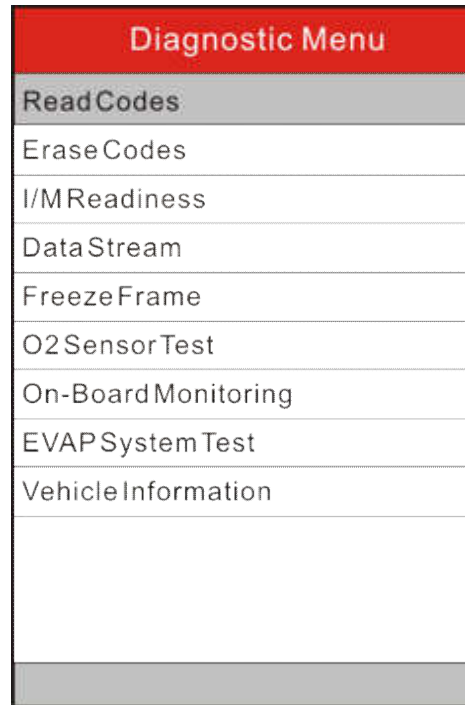 Diagnostic Menu
Read Codes
Erase Codes
I/M Readiness
Data Stream
Freeze Frame
O2 Sensor Test
On-Board Monitoring
EVAP System Test
Vehicle Information